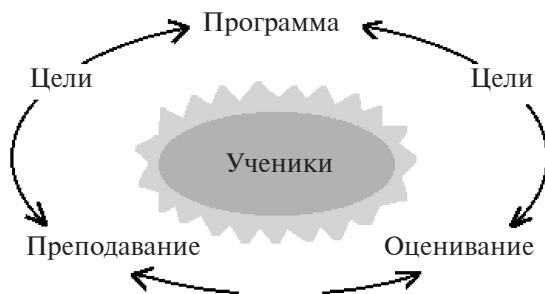 Программа
Цели
Цели
Ученики
Преподавание
Оценивание